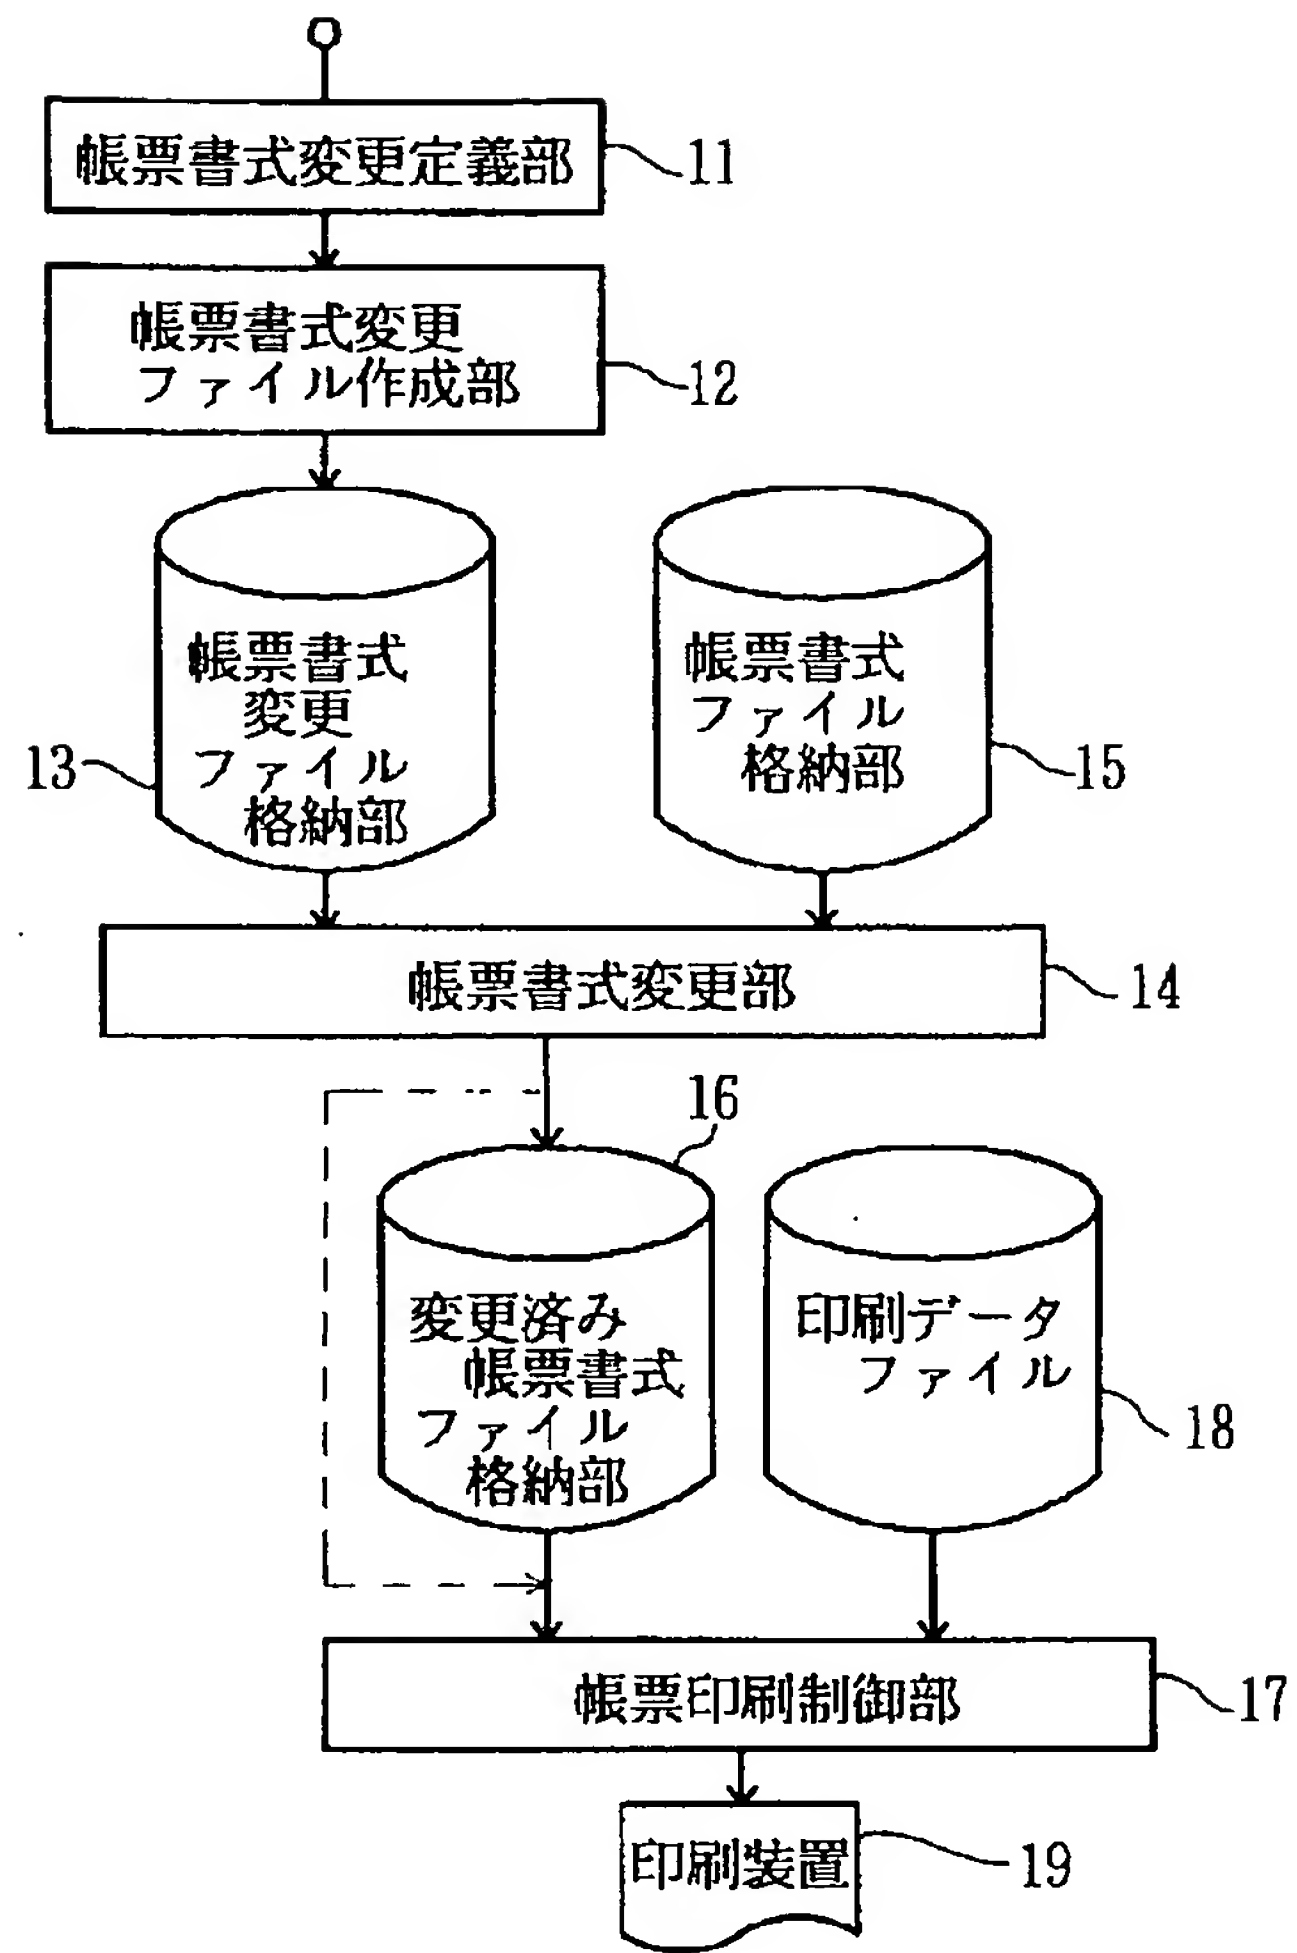 帳票書式変更定義部
11
帳票書式変更
ファイル作成部
12
帳票書式
変更
ファイル
格納部
13
帳票書式
ファイル
格納部
15
帳票書式変更部
14
16
変更済み
帳票書式
ファイル
格納部
印刷データ
ファイル
18
帳票印刷制御部
17
印刷装置
19